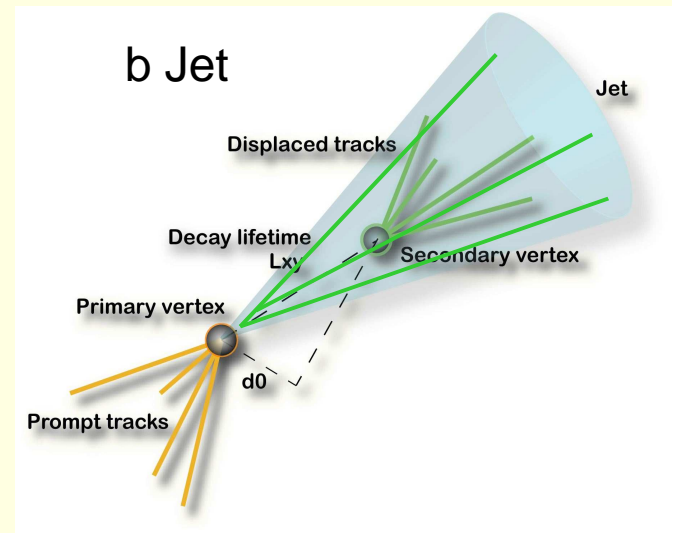 b Jet
Jet
Displaced tracks
Decay lifetime
Lxy
Secondary vertex
Primary vertex
d0
Prompt tracks